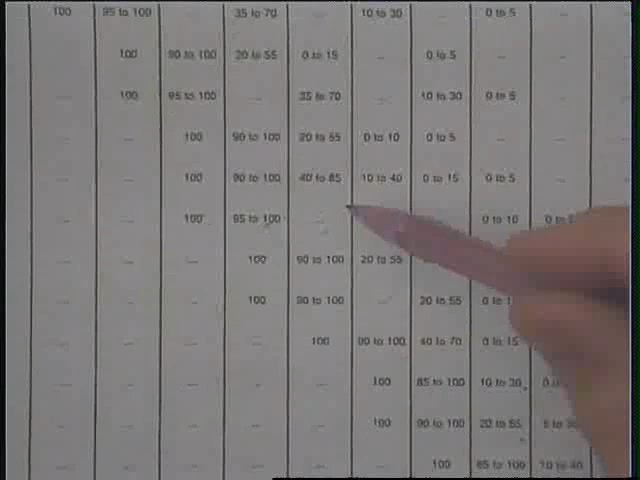 100 95 to 100 — 35 to 70 — 10 to 30 — 0 to 5 —
— 100 90 to 100 20 to 55 0 to 15 — 0 to 5 — —
— 100 95 to 100 — 35 to 70 — 10 to 30 0 to 5 —
— — 100 90 to 100 20 to 55 0 to 10 0 to 5 — —
— — 100 90 to 100 40 to 85 10 to 40 0 to 15 0 to 5 —
— — 100 95 to 100 — 0 to 10
— — — 100 90 to 100 20 to 55
— — — 100 90 to 100 — 20 to 55
— — — — 100 90 to 100 40 to 70 0 to 15
— — — — — 100 85 to 100 10 to 30
— — — — — 100 90 to 100 20 to 55
— — — — — — 100 85 to 100 10 to 40